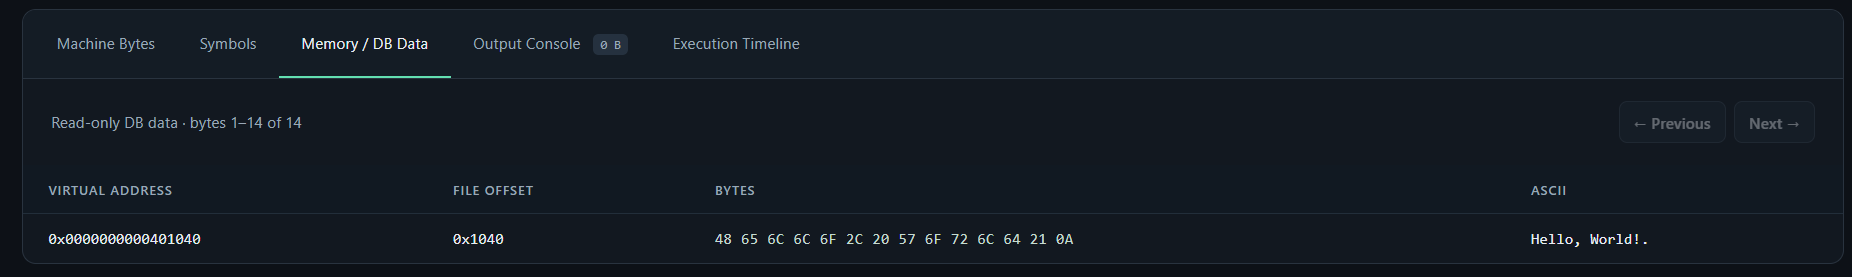 Machine Bytes Symbols Memory / DB Data Output Console 0 B Execution Timeline
Read-only DB data · bytes 1–14 of 14 ← Previous Next →
VIRTUAL ADDRESS FILE OFFSET BYTES ASCII
0x0000000000401040 0x1040 48 65 6C 6C 6F 2C 20 57 6F 72 6C 64 21 0A Hello, World!.